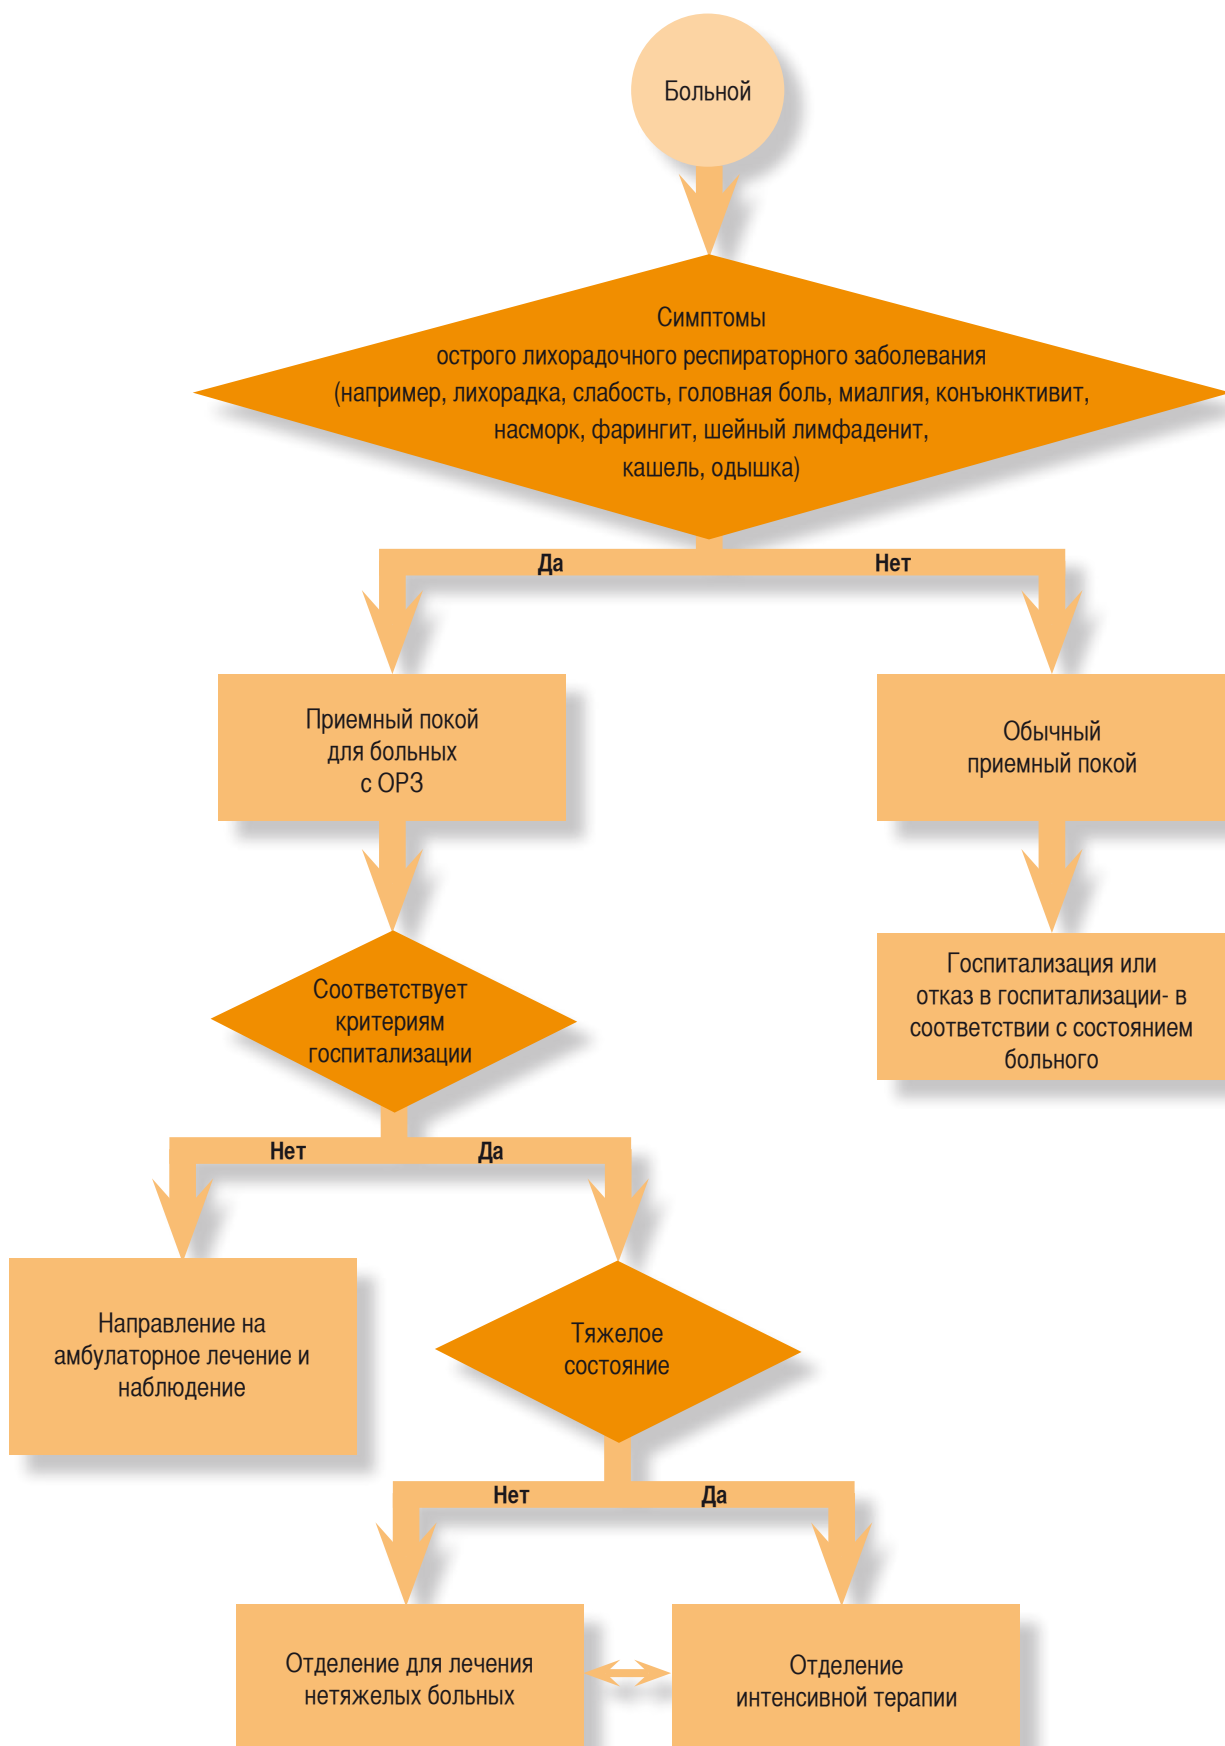 Больной
Симптомы
острого лихорадочного респираторного заболевания
(например, лихорадка, слабость, головная боль, миалгия, конъюнктивит,
насморк, фарингит, шейный лимфаденит,
кашель, одышка)
Да
Нет
Приемный покой
для больных
с ОРЗ
Обычный
приемный покой
Соответствует
критериям
госпитализации
Госпитализация или
отказ в госпитализации- в
соответствии с состоянием
больного
Нет
Да
Направление на
амбулаторное лечение и
наблюдение
Тяжелое
состояние
Нет
Да
Отделение для лечения
нетяжелых больных
Отделение
интенсивной терапии